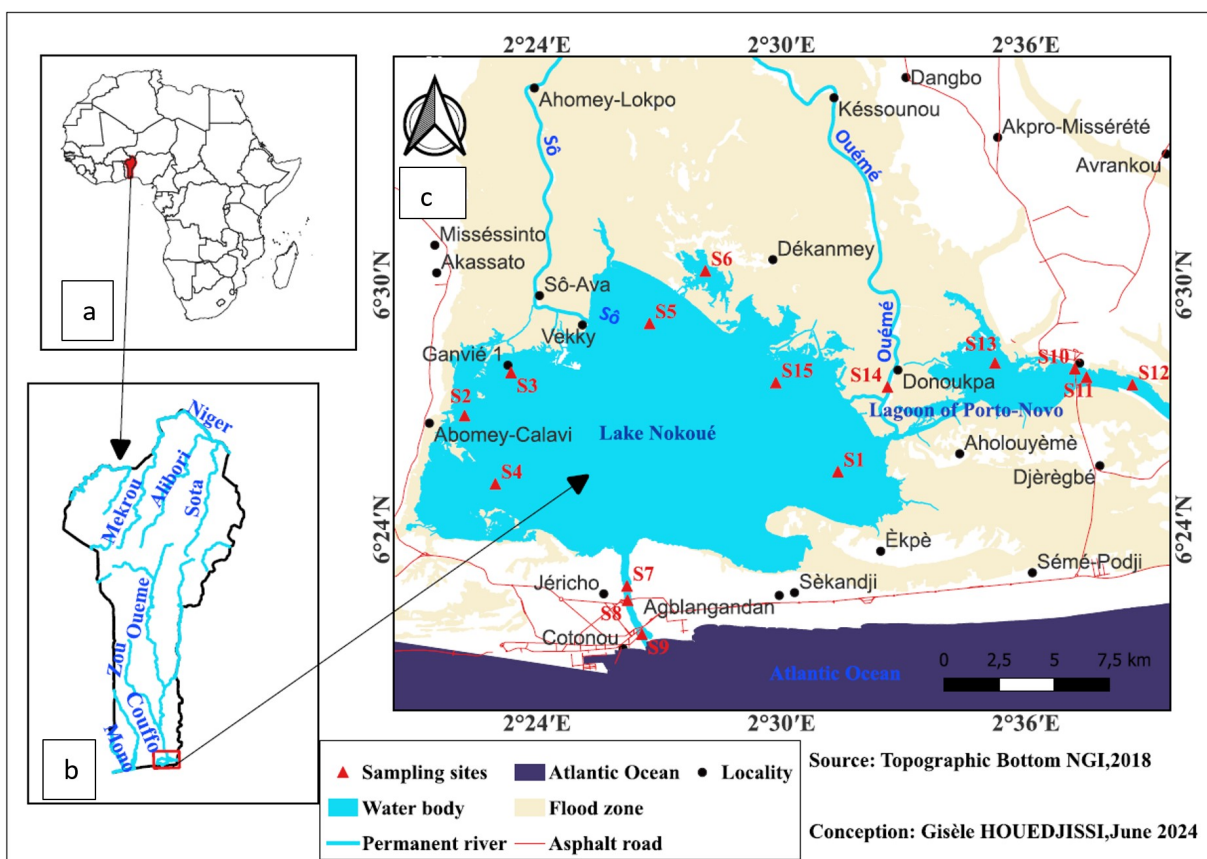 2°24′E 2°30′E 2°36′E
Dangbo
Ahomey-Lokpo
Késsounou
Akpro-Missérété
Avrankou
Sô
Ouémé
c
a
Misséssinto
Akassato
Dékanmey
S6
6°30′N
6°30′N
Sô-Ava
Sô
S5
Vekky
Ouémé
Ganvié 1
S3
S15
S14
S13
S10
S12
S11
Donoukpa
S2
Lagoon of Porto-Novo
Lake Nokoué
Abomey-Calavi
Aholouyèmè
S1
Djèrègbé
S4
6°24′N
6°24′N
Èkpè
Sémé-Podji
S7
Jéricho
Sèkandji
S8
Agblangandan
Cotonou
S9
Atlantic Ocean
0 2,5 5 7,5 km
2°24′E 2°30′E 2°36′E
Niger
Mekrou
Alibori
Sota
Oueme
Zou
Couffo
Mono
b
Sampling sites
Atlantic Ocean
Locality
Water body
Flood zone
Permanent river
Asphalt road
Source: Topographic Bottom NGI,2018
Conception: Gisèle HOUEDJISSI,June 2024